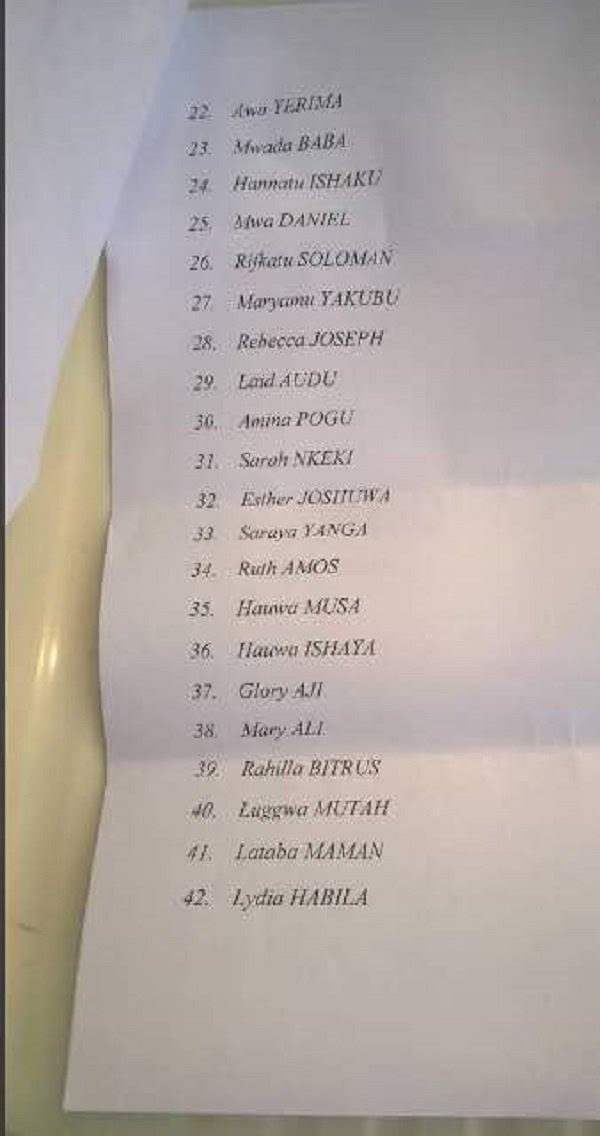 22. Awa YERIMA
23. Mwada BABA
24. Hannatu ISHAKU
25. Mwa DANIEL
26. Rifkatu SOLOMAN
27. Maryamu YAKUBU
28. Rebecca JOSEPH
29. Laid AUDU
30. Amina POGU
31. Sarah NKEKI
32. Esther JOSHUWA
33. Saraya YANGA
34. Ruth AMOS
35. Hauwa MUSA
36. Hauwa ISHAYA
37. Glory AJI
38. Mary ALI
39. Rahilla BITRUS
40. Luggwa MUTAH
41. Lataba MAMAN
42. Lydia HABILA